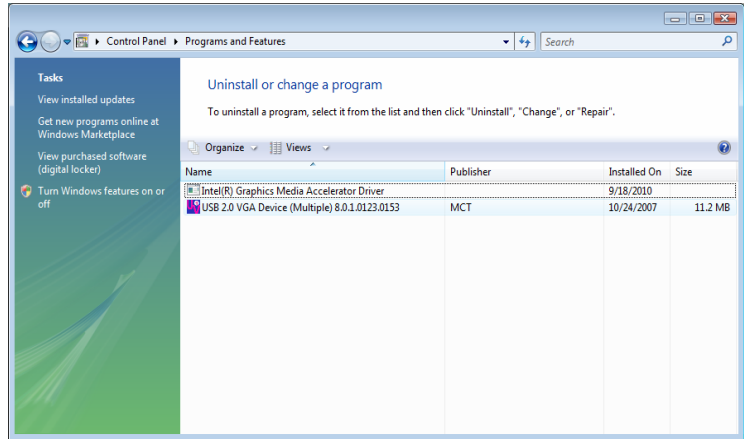 Control Panel Programs and Features Search
Tasks
View installed updates
Get new programs online at
Windows Marketplace
View purchased software
(digital locker)
Turn Windows features on or
off
Uninstall or change a program
To uninstall a program, select it from the list and then click "Uninstall", "Change", or "Repair".
Organize Views
Name Publisher Installed On Size
Intel(R) Graphics Media Accelerator Driver 9/18/2010
USB 2.0 VGA Device (Multiple) 8.0.1.0123.0153 MCT 10/24/2007 11.2 MB